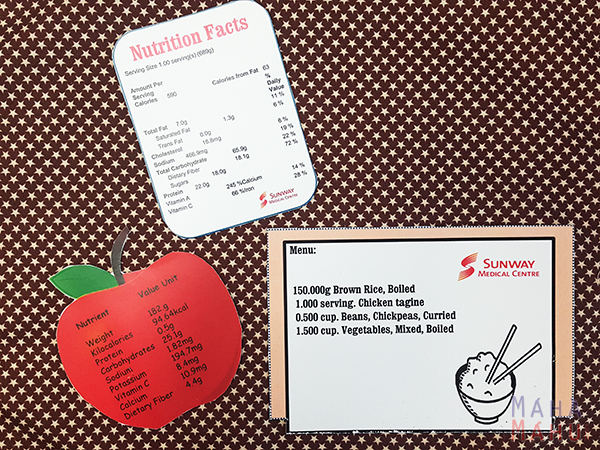 Nutrition Facts
Serving Size 1.00 serving(s) (689g)
Amount Per
Serving
Calories 590 Calories from Fat 63
%
Daily
Value
Total Fat 7.0g 11 %
Saturated Fat 1.3g 6 %
Trans Fat 0.0g
Cholesterol 16.8mg 6 %
Sodium 466.9mg 19 %
Total Carbohydrate 65.9g 22 %
Dietary Fiber 18.1g 72 %
Sugars 18.0g
Protein 22.0g
Vitamin A 245 %Calcium 14 %
Vitamin C 66 %Iron 28 %
SUNWAY
MEDICAL CENTRE
Menu:
SUNWAY
MEDICAL CENTRE
150.000g Brown Rice, Boiled
1.000 serving. Chicken tagine
0.500 cup. Beans, Chickpeas, Curried
1.500 cup. Vegetables, Mixed, Boiled
Nutrient Value Unit
Weight 182 g
Kilocalories 94.64kcal
Protein 0.5g
Carbohydrates 25.1g
Sodium 1.82mg
Potassium 194.7mg
Vitamin C 8.4mg
Calcium 10.9mg
Dietary Fiber 4.4g
MAHA
MAMU